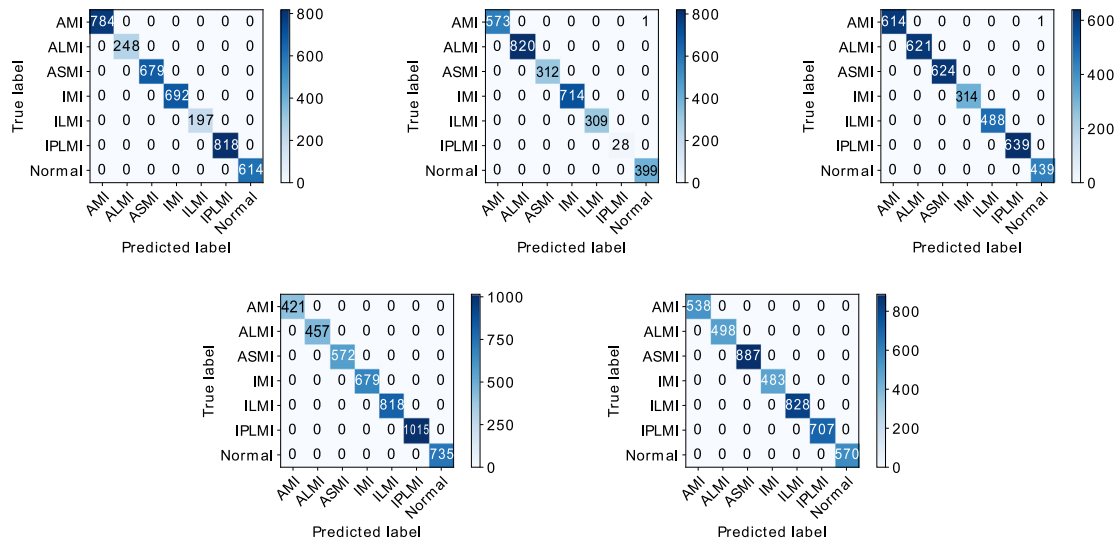 AMI 784 0 0 0 0 0 0
ALMI 0 248 0 0 0 0 0
ASMI 0 0 679 0 0 0 0
IMI 0 0 0 692 0 0 0
ILMI 0 0 0 0 197 0 0
IPLMI 0 0 0 0 0 818 0
Normal 0 0 0 0 0 0 614
AMI ALMI ASMI IMI ILMI IPLMI Normal
Predicted label
True label
800
600
400
200
0
AMI 573 0 0 0 0 0 1
ALMI 0 820 0 0 0 0 0
ASMI 0 0 312 0 0 0 0
IMI 0 0 0 714 0 0 0
ILMI 0 0 0 0 309 0 0
IPLMI 0 0 0 0 0 28 0
Normal 0 0 0 0 0 0 399
AMI ALMI ASMI IMI ILMI IPLMI Normal
Predicted label
True label
800
600
400
200
0
AMI 614 0 0 0 0 0 1
ALMI 0 621 0 0 0 0 0
ASMI 0 0 624 0 0 0 0
IMI 0 0 0 314 0 0 0
ILMI 0 0 0 0 488 0 0
IPLMI 0 0 0 0 0 639 0
Normal 0 0 0 0 0 0 439
AMI ALMI ASMI IMI ILMI IPLMI Normal
Predicted label
True label
600
400
200
0
AMI 421 0 0 0 0 0 0
ALMI 0 457 0 0 0 0 0
ASMI 0 0 572 0 0 0 0
IMI 0 0 0 679 0 0 0
ILMI 0 0 0 0 818 0 0
IPLMI 0 0 0 0 0 1015 0
Normal 0 0 0 0 0 0 735
AMI ALMI ASMI IMI ILMI IPLMI Normal
Predicted label
True label
1000
750
500
250
0
AMI 538 0 0 0 0 0 0
ALMI 0 498 0 0 0 0 0
ASMI 0 0 887 0 0 0 0
IMI 0 0 0 483 0 0 0
ILMI 0 0 0 0 828 0 0
IPLMI 0 0 0 0 0 707 0
Normal 0 0 0 0 0 0 570
AMI ALMI ASMI IMI ILMI IPLMI Normal
Predicted label
True label
800
600
400
200
0